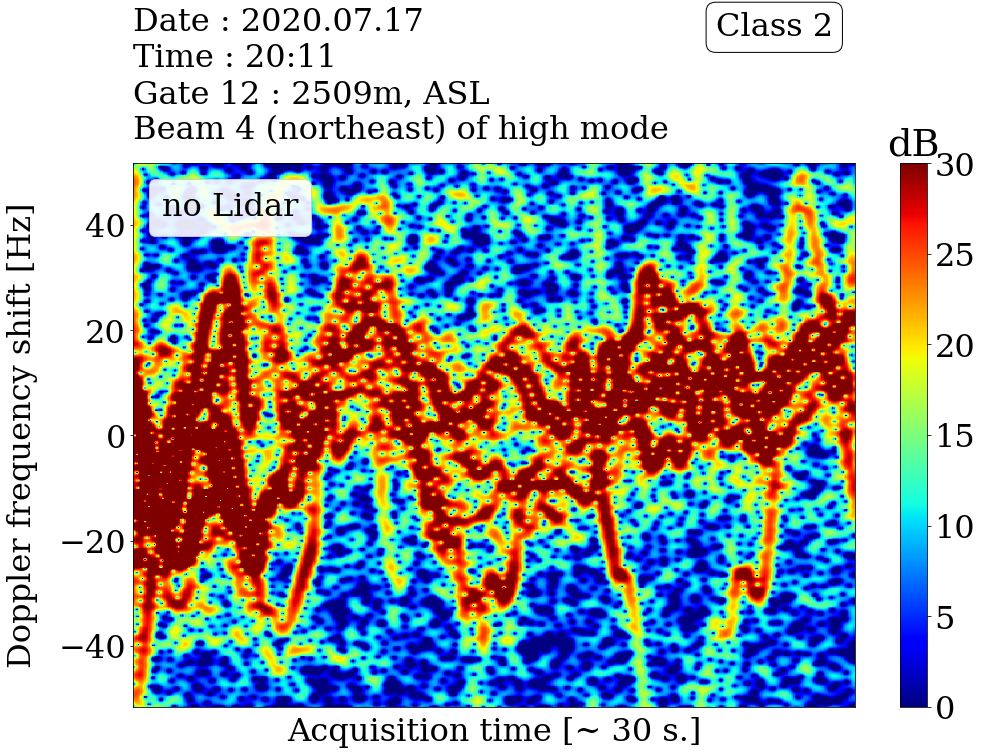 Date : 2020.07.17
Time : 20:11
Gate 12 : 2509m, ASL
Beam 4 (northeast) of high mode
Class 2
dB
no Lidar
Doppler frequency shift [Hz]
40
20
0
−20
−40
30
25
20
15
10
5
0
Acquisition time [~ 30 s.]